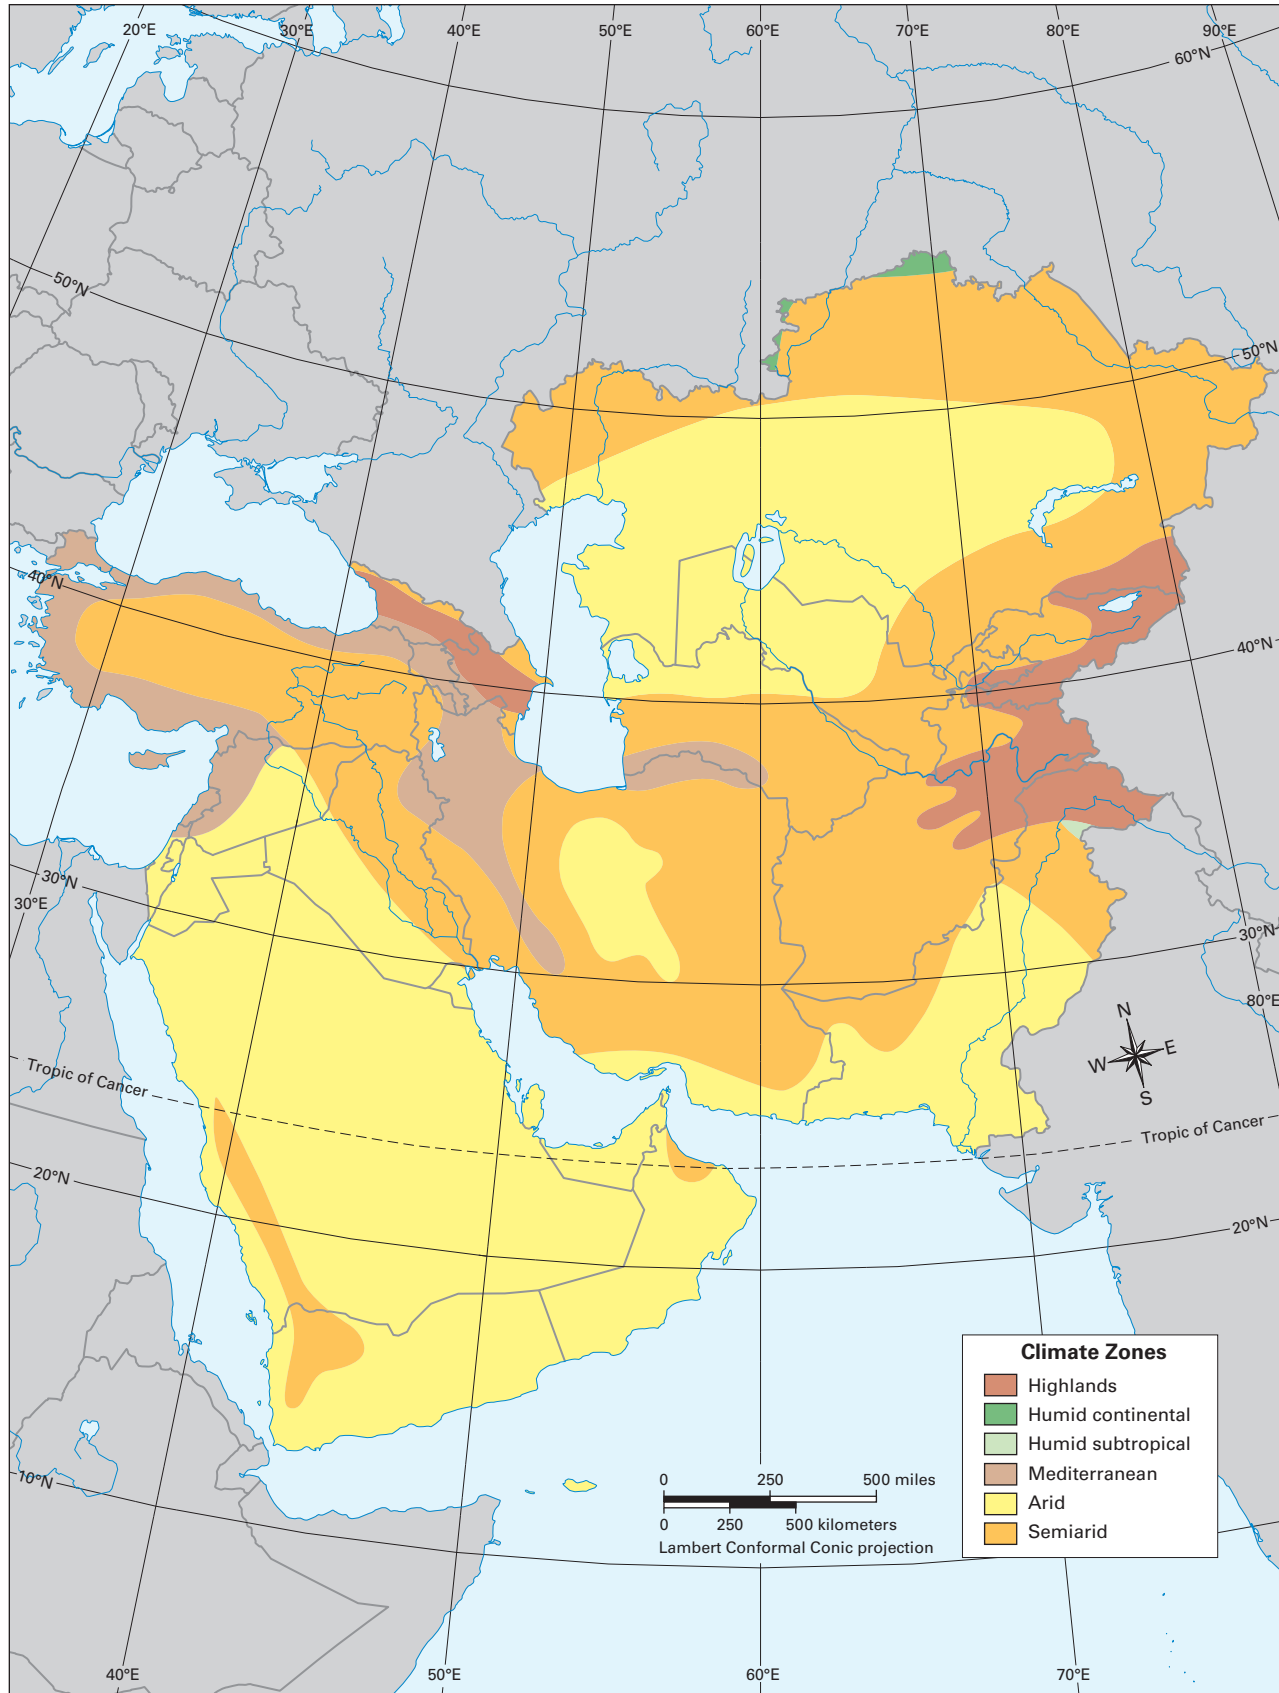 20°E
30°E
40°E
50°E
60°E
70°E
80°E
90°E
60°N
50°N
50°N
40°N
40°N
30°N
30°E
30°N
80°E
N
W
E
S
Tropic of Cancer
Tropic of Cancer
20°N
20°N
10°N
Climate Zones
Highlands
Humid continental
Humid subtropical
Mediterranean
Arid
Semiarid
0 250 500 miles
0 250 500 kilometers
Lambert Conformal Conic projection
40°E
50°E
60°E
70°E